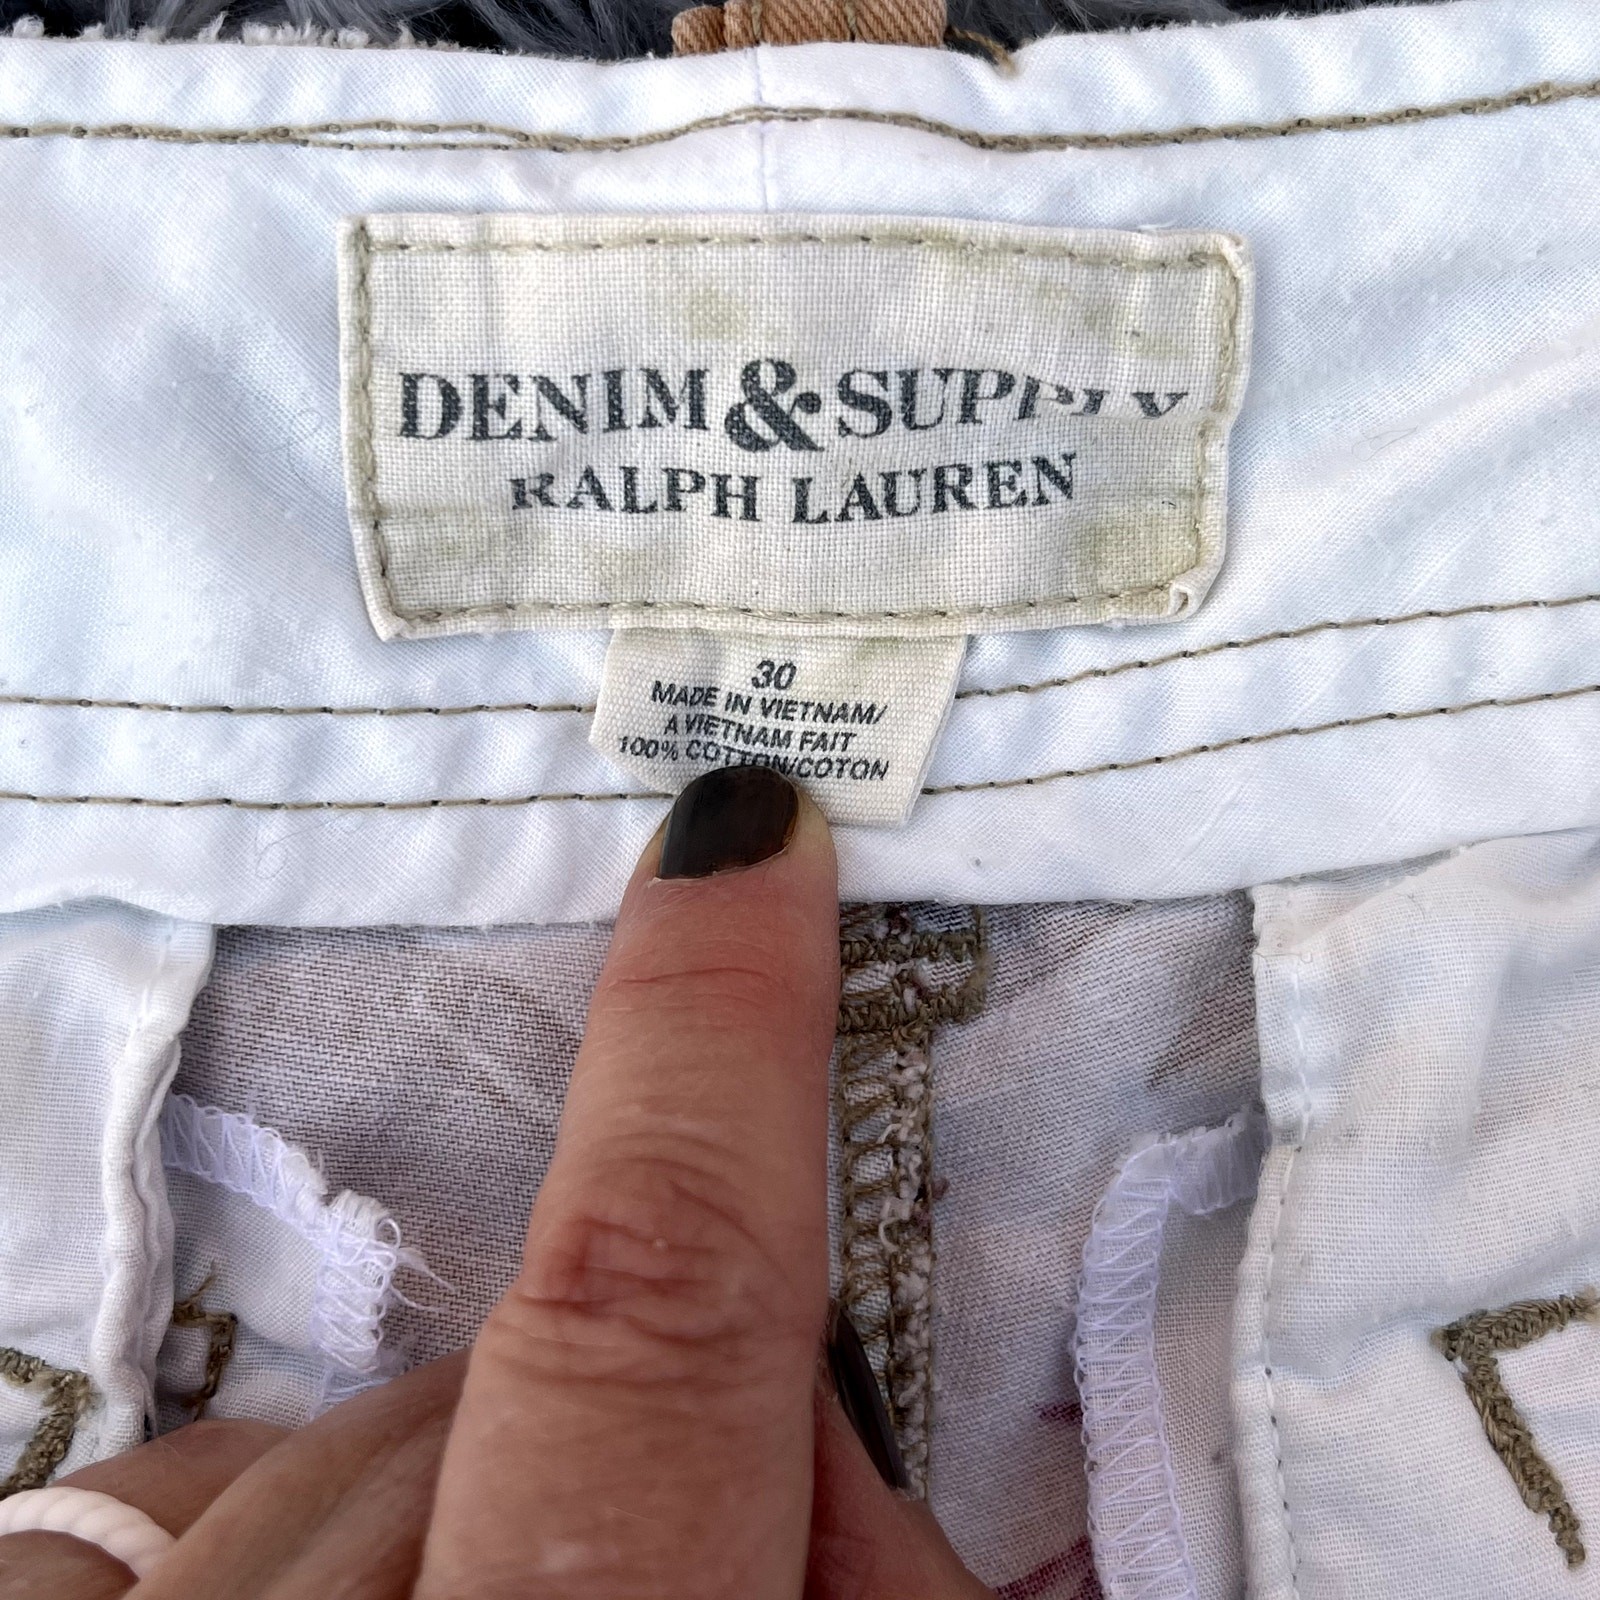 DENIM & SUPPLY
RALPH LAUREN
30
MADE IN VIETNAM/
A VIETNAM FAIT
100% COTTON/COTON